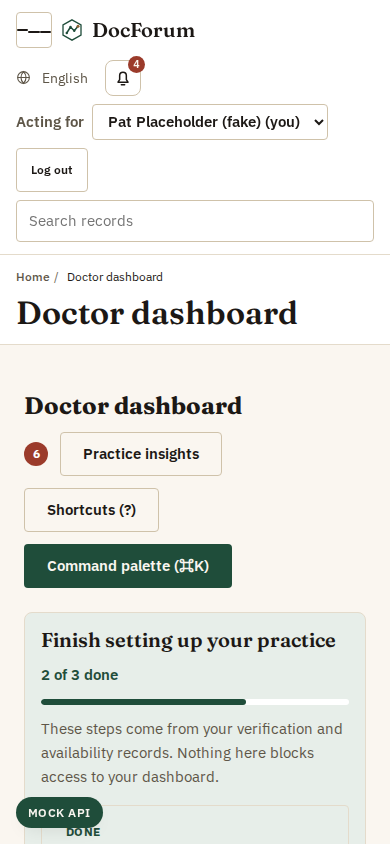 DocForum
English
4
Acting for
Pat Placeholder (fake) (you)
Log out
Search records
Home / Doctor dashboard
Doctor dashboard
Doctor dashboard
6
Practice insights
Shortcuts (?)
Command palette (⌘K)
Finish setting up your practice
2 of 3 done
These steps come from your verification and
availability records. Nothing here blocks
access to your dashboard.
MOCK API
DONE